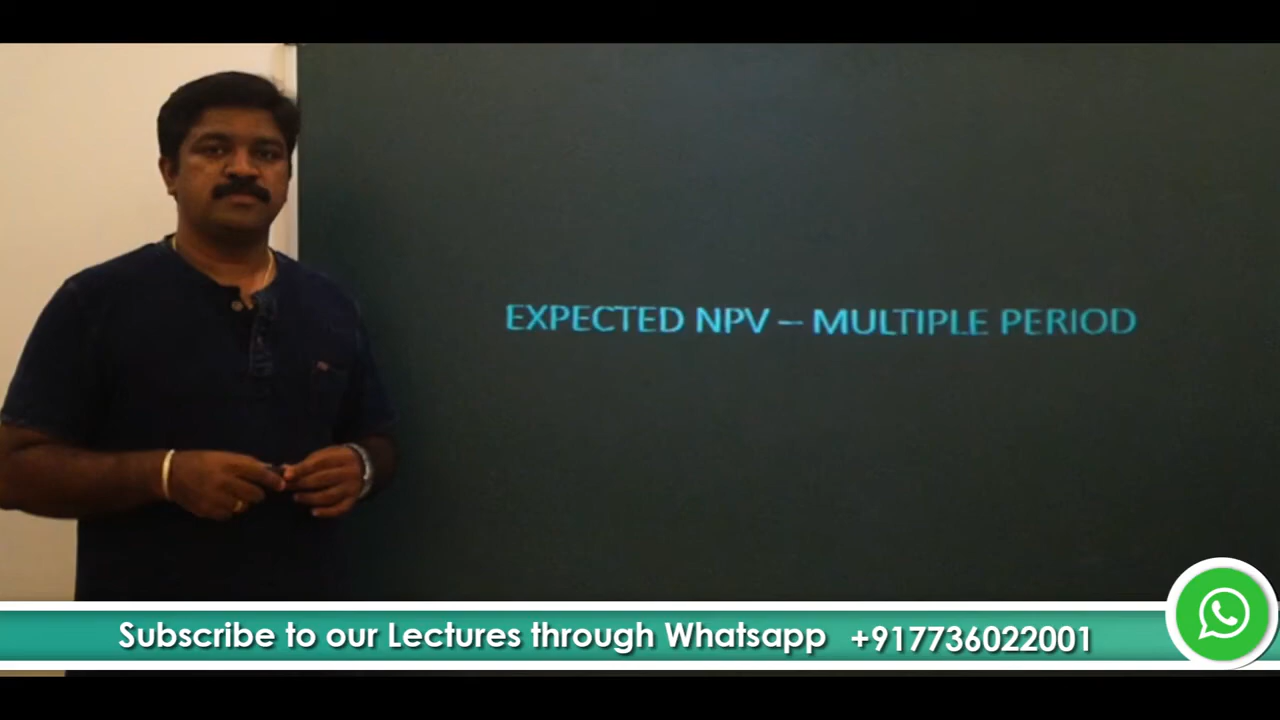 EXPECTED NPV – MULTIPLE PERIOD
Subscribe to our Lectures through Whatsapp +917736022001